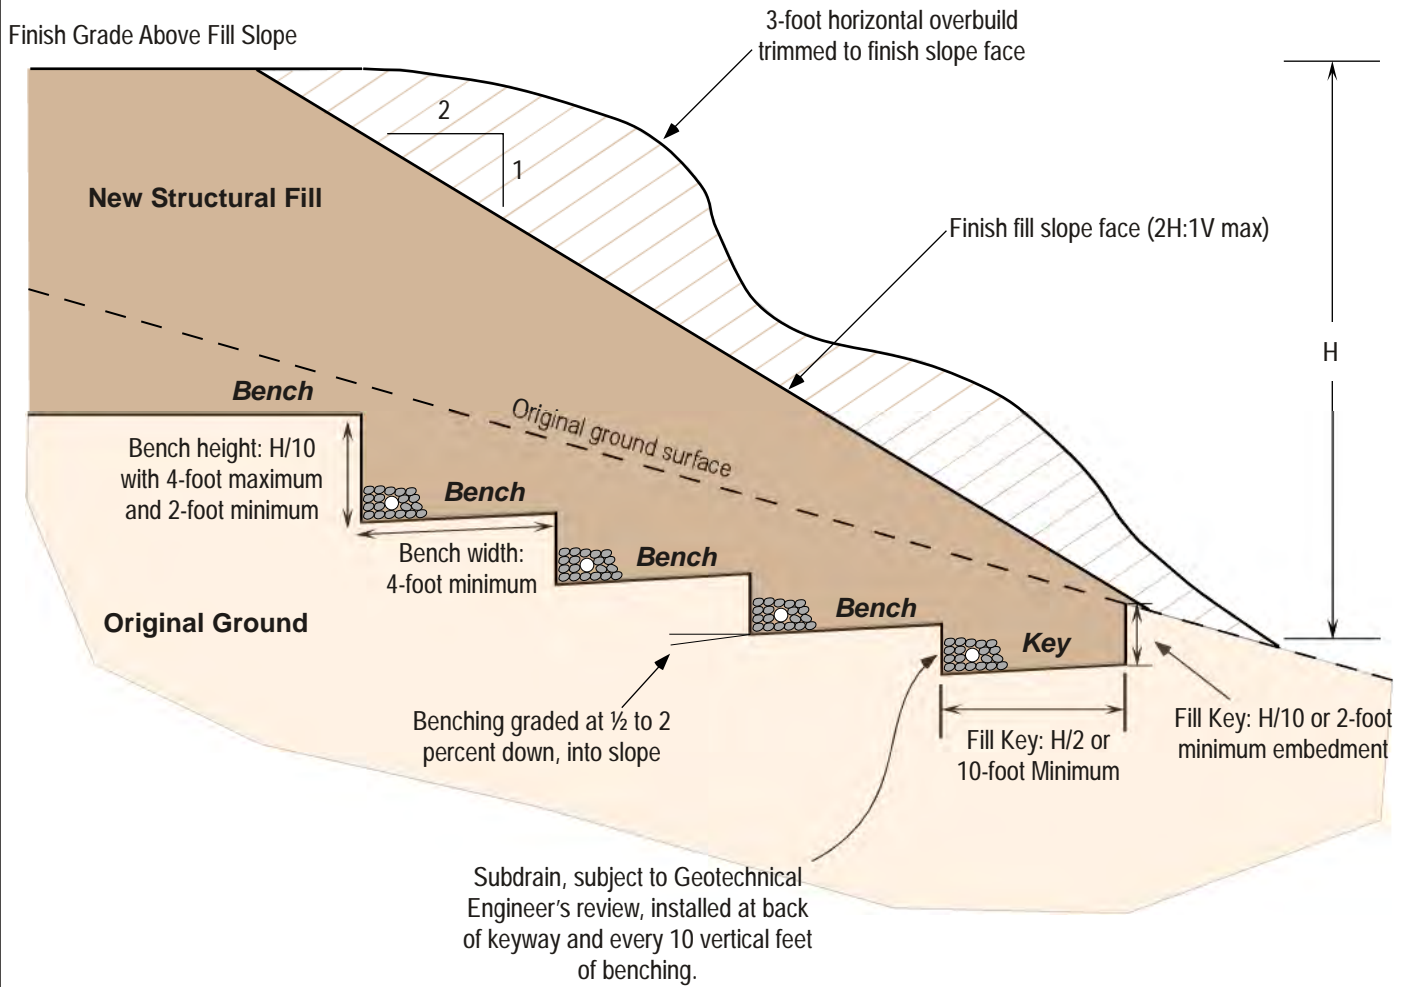 Finish Grade Above Fill Slope
3-foot horizontal overbuild
trimmed to finish slope face
2
1
New Structural Fill
Finish fill slope face (2H:1V max)
H
Original ground surface
Bench
Bench height: H/10
with 4-foot maximum
and 2-foot minimum
Bench
Bench width:
4-foot minimum
Bench
Bench
Original Ground
Key
Benching graded at ½ to 2
percent down, into slope
Fill Key: H/2 or
10-foot Minimum
Fill Key: H/10 or 2-foot
minimum embedment
Subdrain, subject to Geotechnical
Engineer's review, installed at back
of keyway and every 10 vertical feet
of benching.